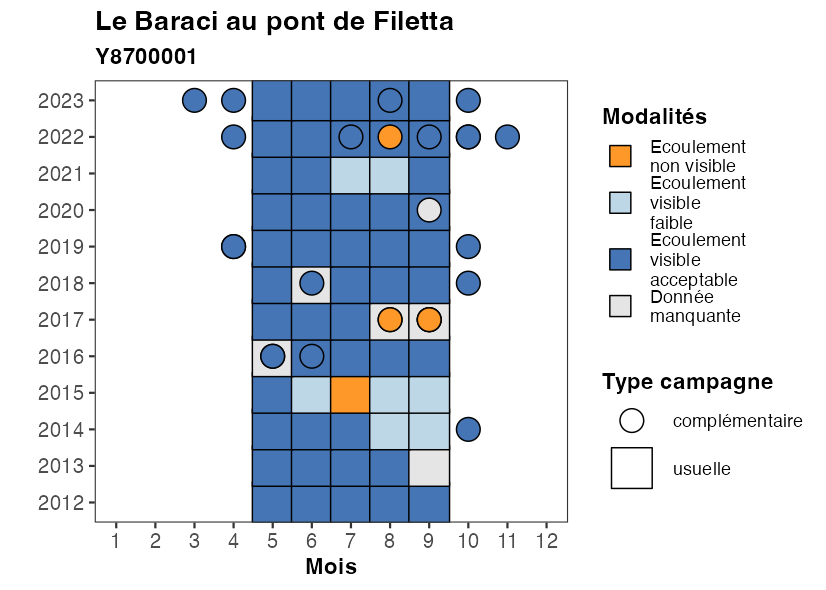 Le Baraci au pont de Filetta
Y8700001
2023
2022
2021
2020
2019
2018
2017
2016
2015
2014
2013
2012
1 2 3 4 5 6 7 8 9 10 11 12
Mois
Modalités
Ecoulement
non visible
Ecoulement
visible
faible
Ecoulement
visible
acceptable
Donnée
manquante
Type campagne
complémentaire
usuelle